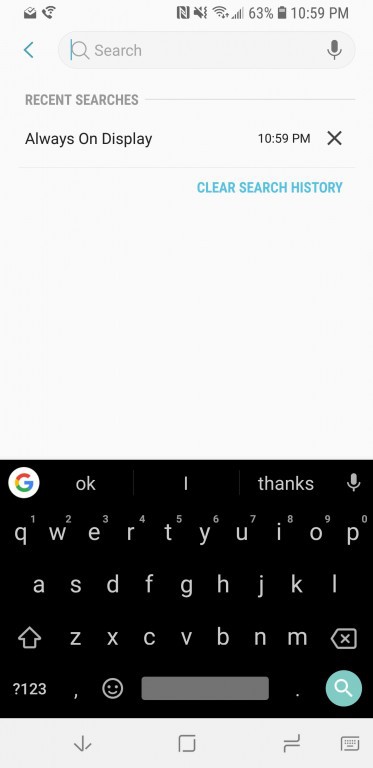 63% 10:59 PM
Search
RECENT SEARCHES
Always On Display 10:59 PM
CLEAR SEARCH HISTORY
G ok I thanks
1 2 3 4 5 6 7 8 9 0
q w e r t y u i o p
a s d f g h j k l
z x c v b n m
?123 , .